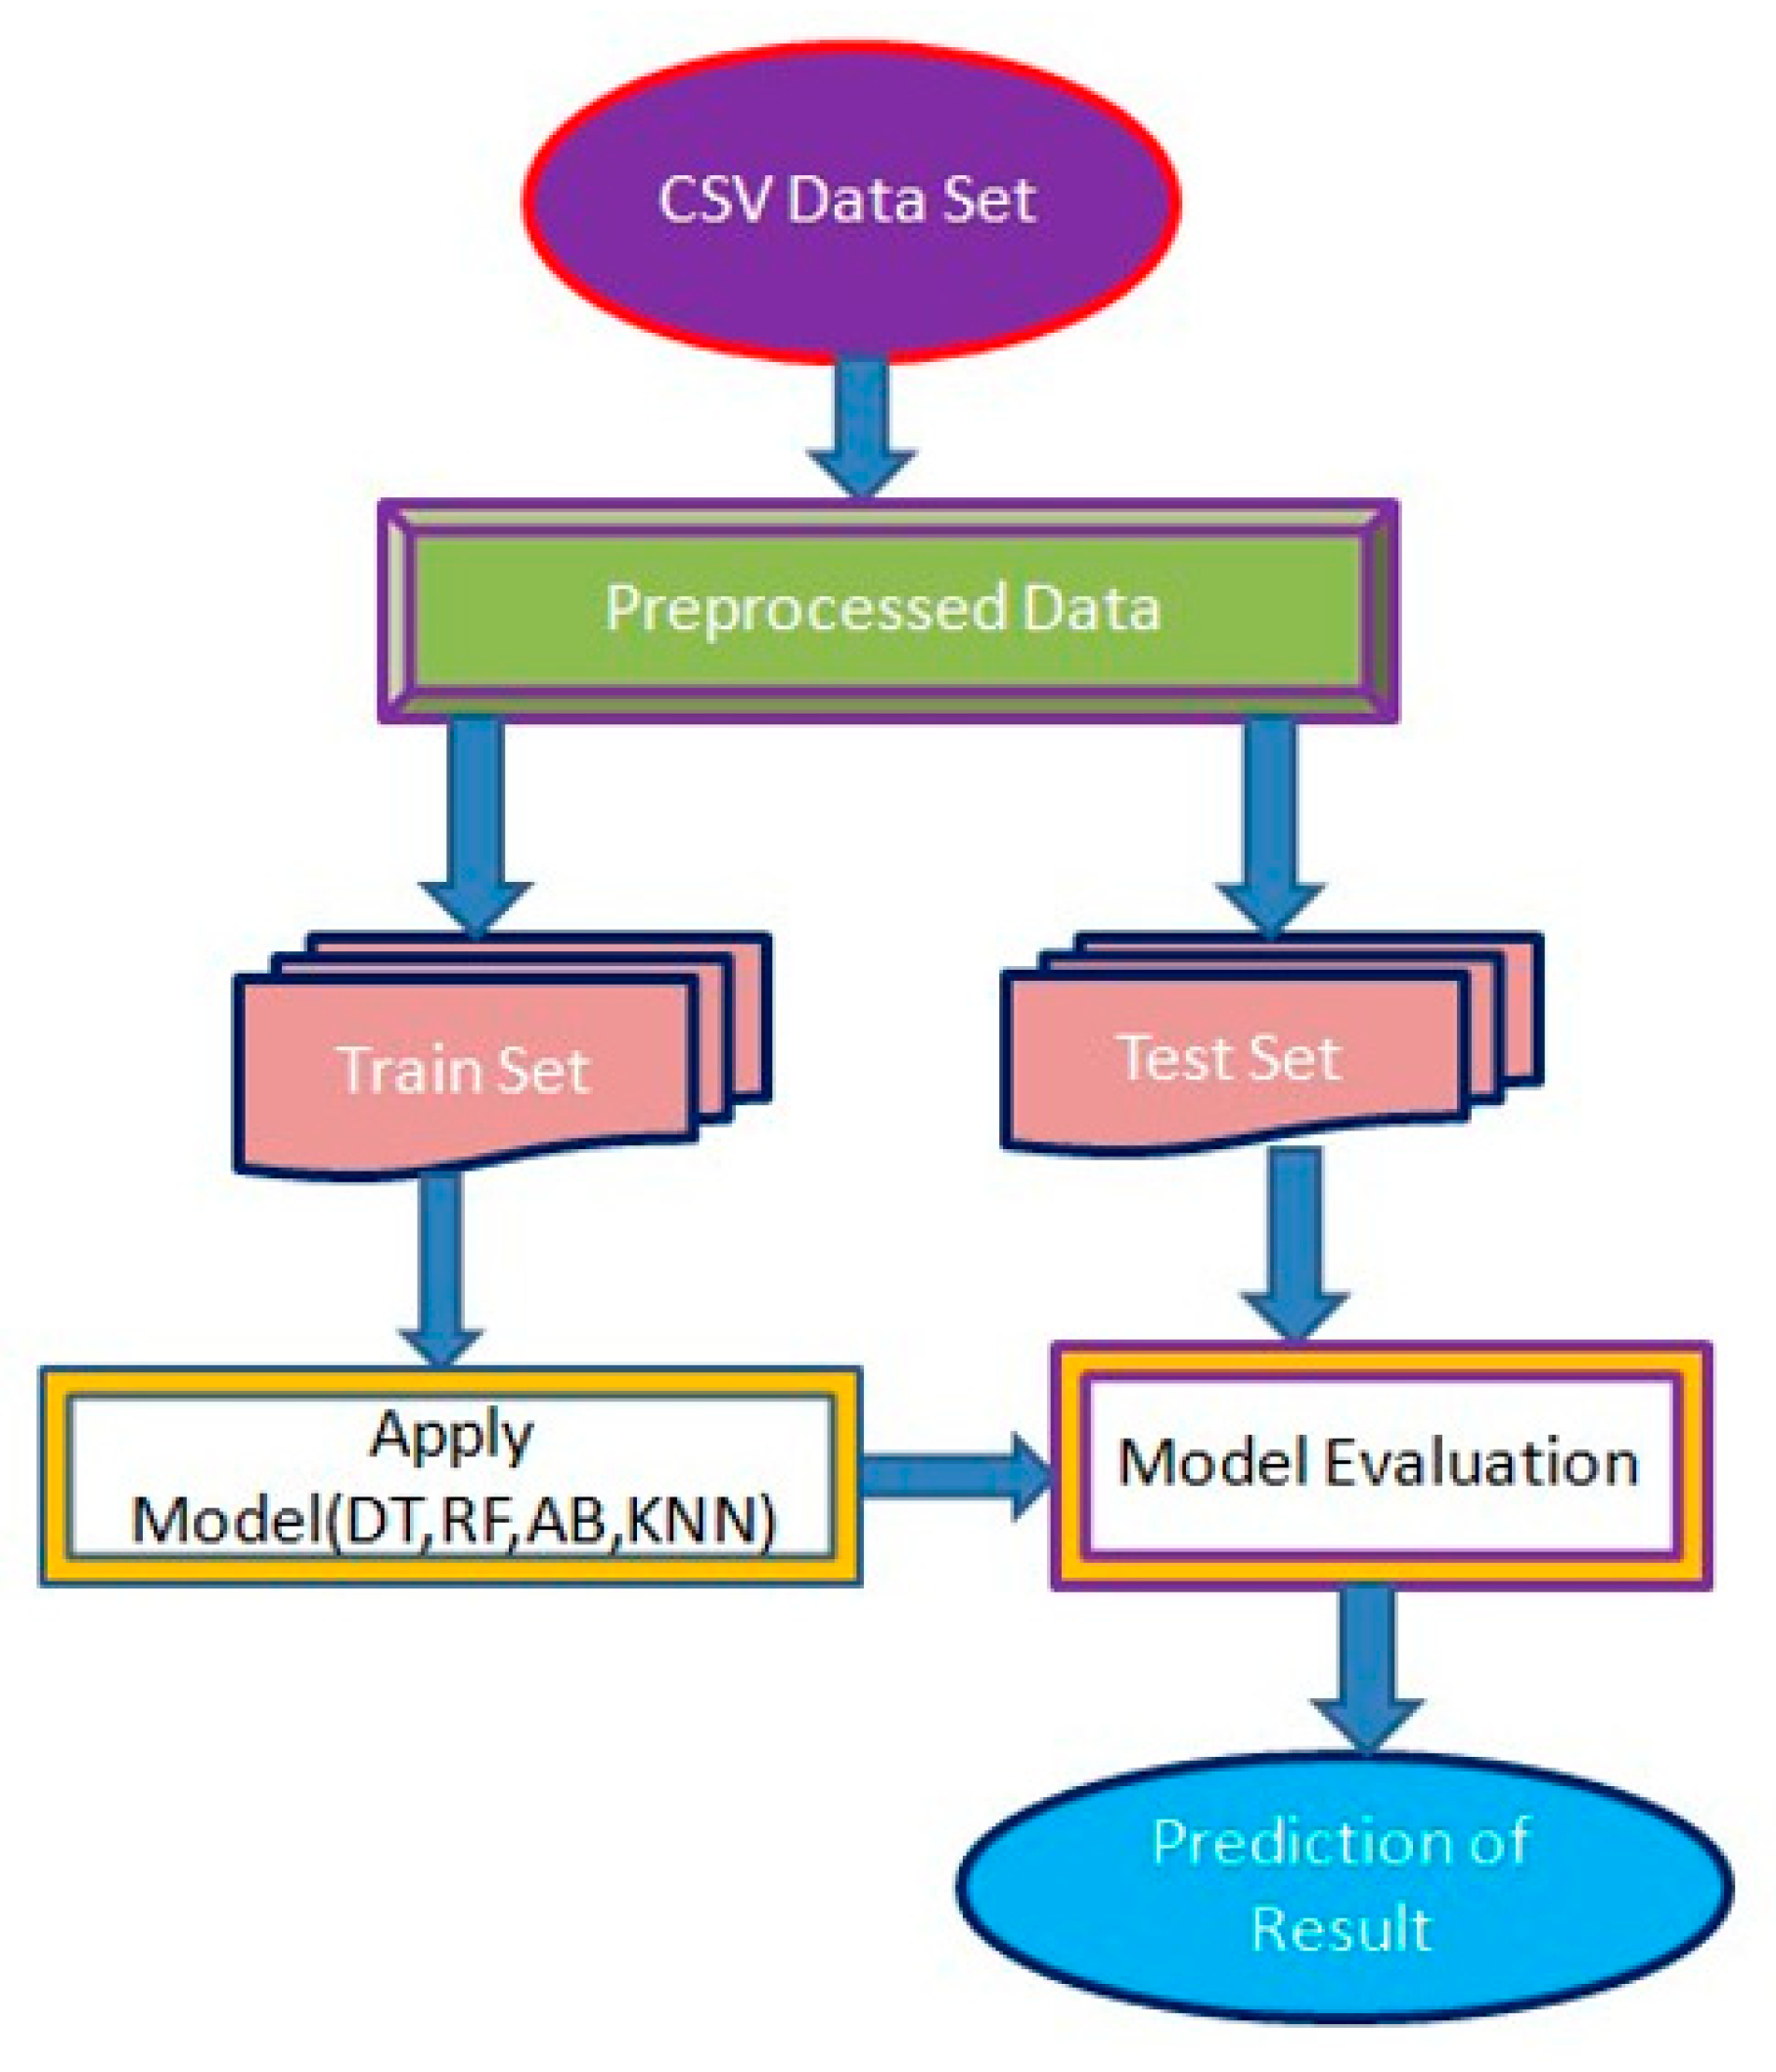 CSV Data Set
Preprocessed Data
Train Set
Test Set
Apply
Model(DT,RF,AB,KNN)
Model Evaluation
Prediction of
Result